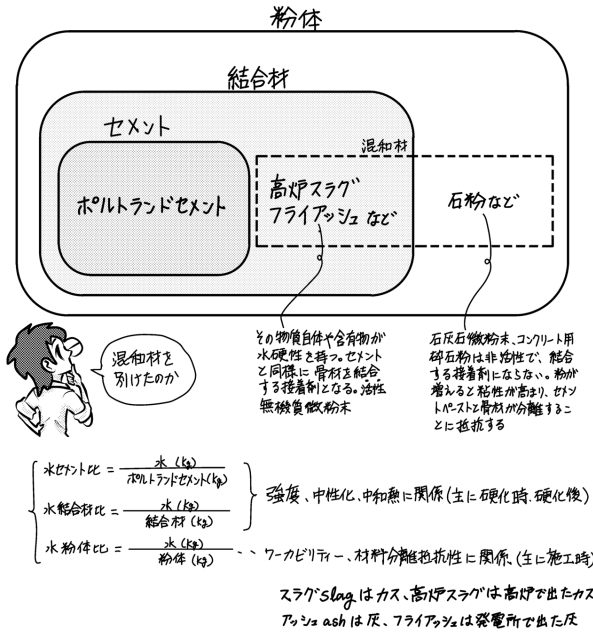 粉体
結合材
セメント
混和材
ポルトランドセメント
高炉スラグ
フライアッシュなど
石粉など
混和材を
別けたのか
その物質自体や含有物が
水硬性を持つ。セメント
と同様に骨材を結合
する接着剤となる。活性
無機質微粉末
石灰石微粉末、コンクリート用
砕石粉は非活性で、結合
する接着剤にならない。粉が
増えると粘性が高まり、セメン
トペーストと骨材が分離するこ
とに抵抗する
水セメント比 = 水(kg) / ポルトランドセメント(kg)
水結合材比 = 水(kg) / 結合材(kg)
強度、中性化、中和熱に関係(主に硬化時.硬化後)
水粉体比 = 水(kg) / 粉体(kg) ‥ワーカビリティー、材料分離抵抗性に関係、(主に施工時)
スラグslagはカス、高炉スラグは高炉で出たカス
アッシュashは灰、フライアッシュは発電所で出た灰